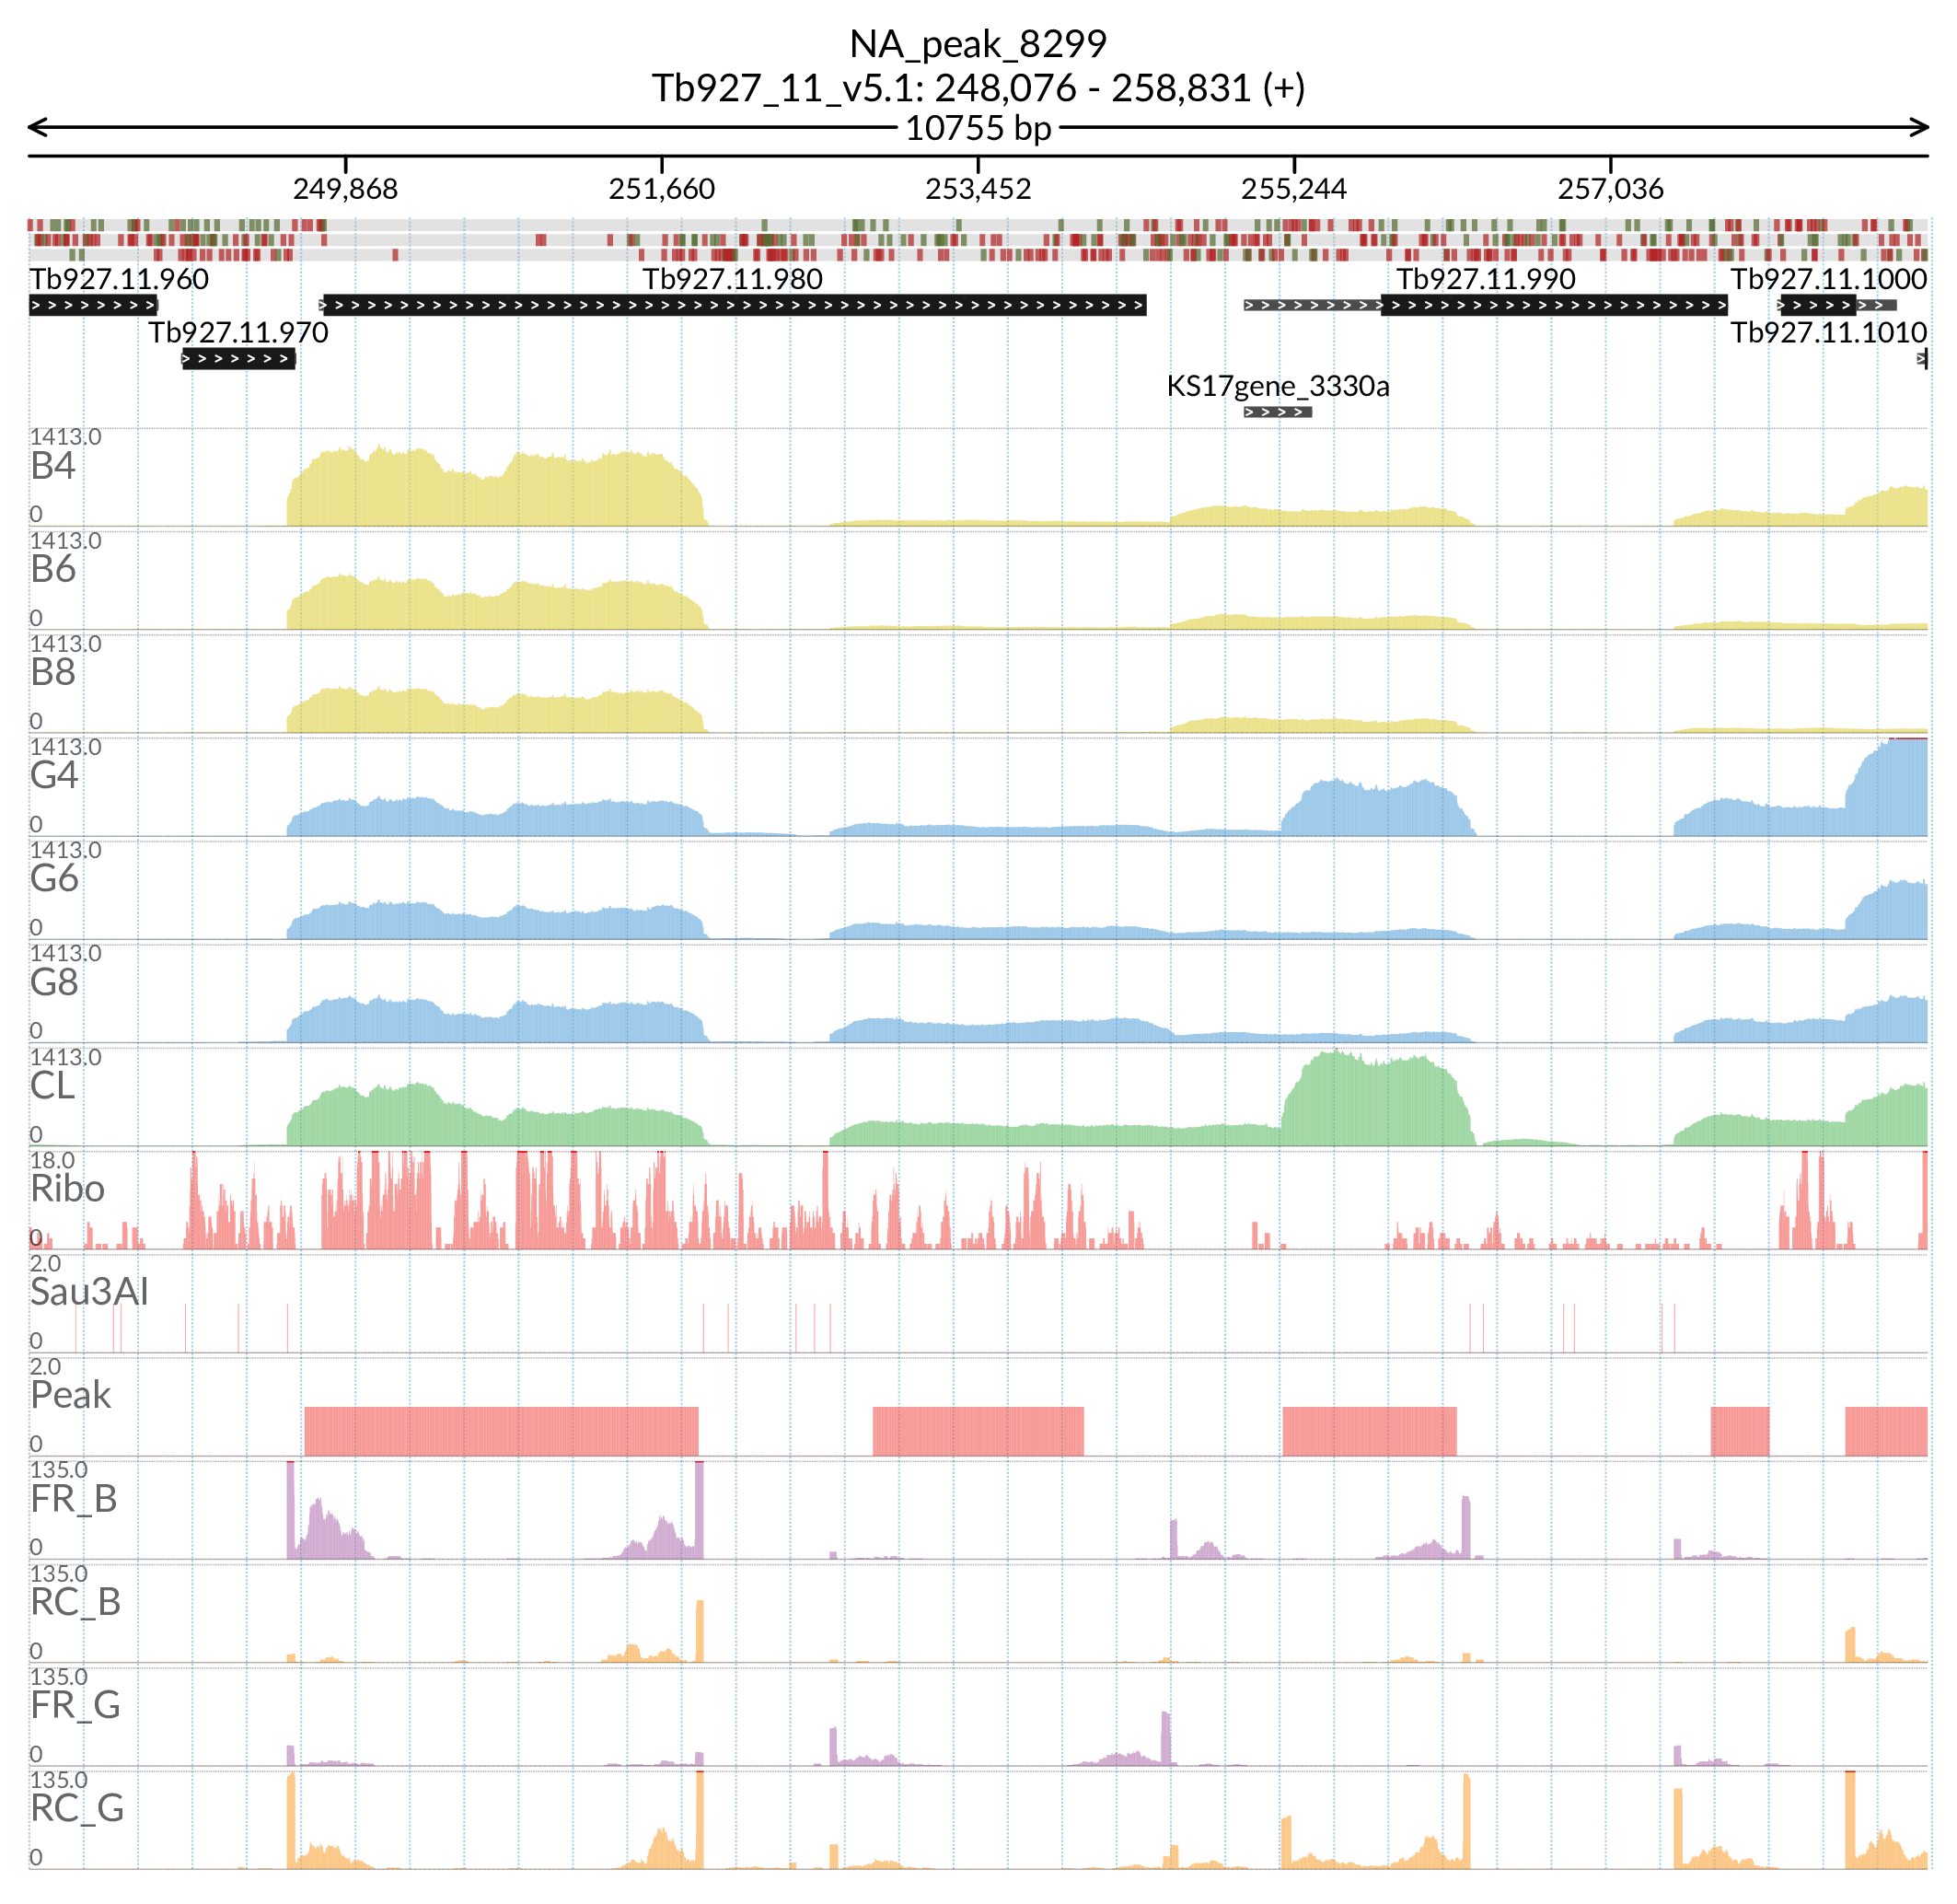 NA_peak_8299
Tb927_11_v5.1: 248,076 - 258,831 (+)
10755 bp
249,868 251,660 253,452 255,244 257,036
Tb927.11.960 Tb927.11.980 Tb927.11.990 Tb927.11.1000
Tb927.11.970 Tb927.11.1010
KS17gene_3330a
1413.0
B4
0
1413.0
B6
0
1413.0
B8
0
1413.0
G4
0
1413.0
G6
0
1413.0
G8
0
1413.0
CL
0
18.0
Ribo
0
2.0
Sau3AI
0
2.0
Peak
0
135.0
FR_B
0
135.0
RC_B
0
135.0
FR_G
0
135.0
RC_G
0